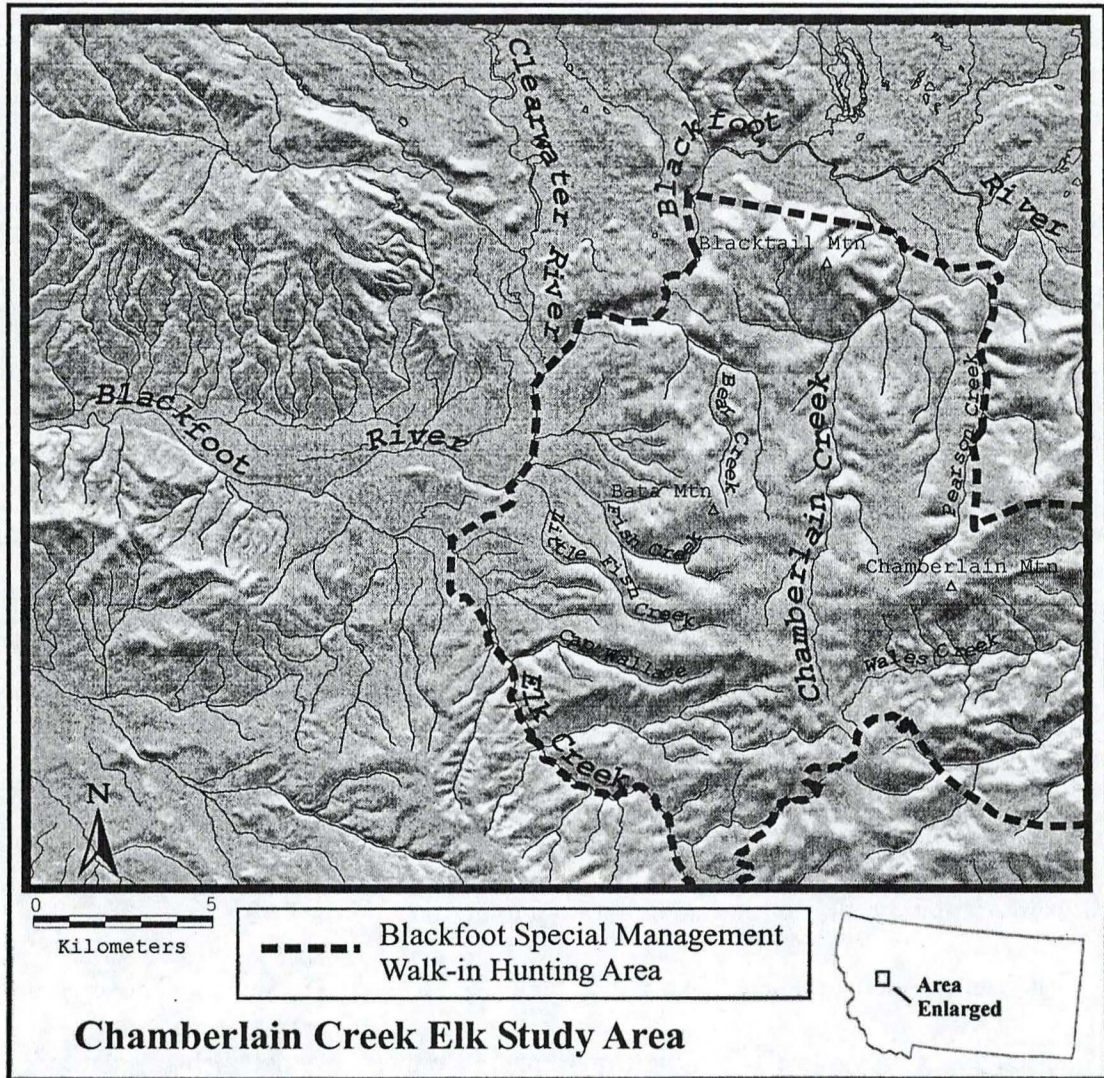 Clearwater River
Blackfoot
River
Blacktail Mtn
Bear Creek
Chamberlain Creek
Pearson Creek
Blackfoot
River
Bata Mtn
Fish Creek
Little Fish Creek
Chamberlain Mtn
Cap Wallace
Wales Creek
Elk Creek
N
0 5
Kilometers
Blackfoot Special Management
Walk-in Hunting Area
Area
Enlarged
Chamberlain Creek Elk Study Area